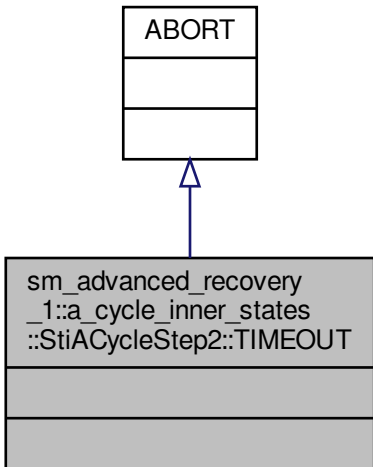 ABORT
sm_advanced_recovery
_1::a_cycle_inner_states
::StiACycleStep2::TIMEOUT